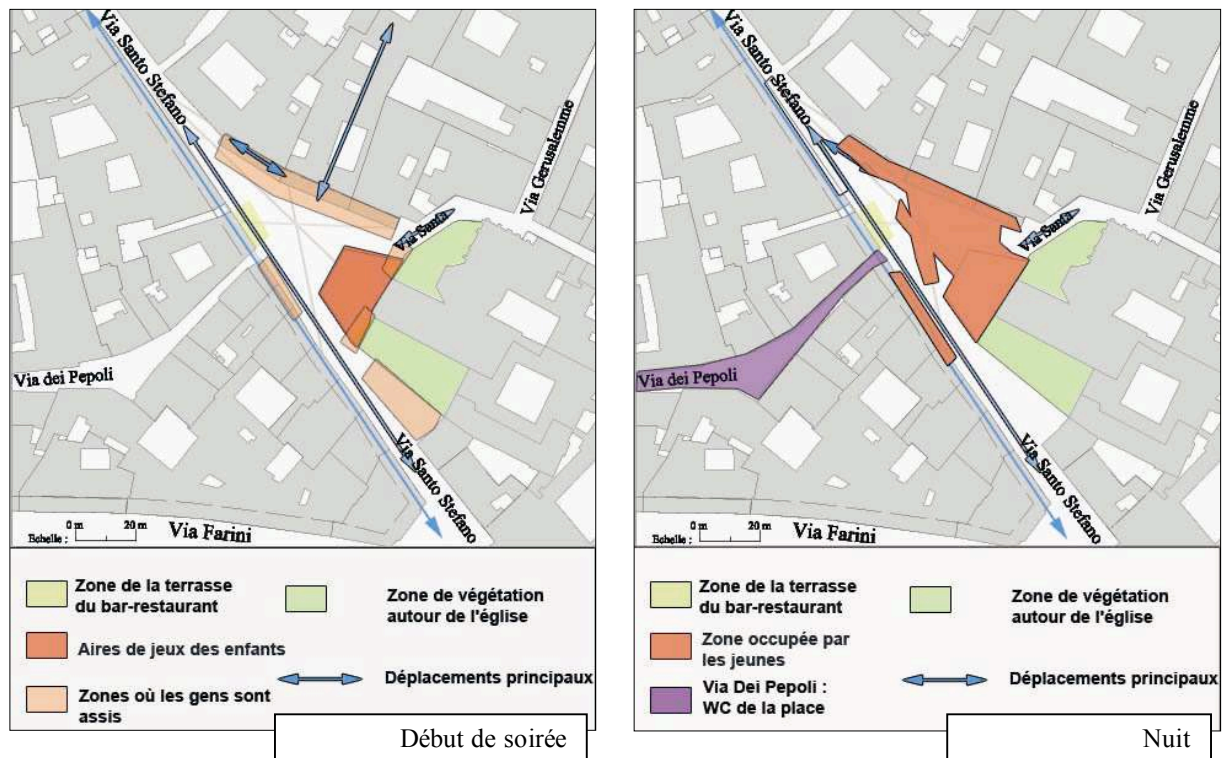 Via Santo Stefano
Via Gerusalemme
Via Santa
Via dei Pepoli
Via Santo Stefano
0 m 20 m
Echelle :
Via Farini
Zone de la terrasse
du bar-restaurant
Zone de végétation
autour de l'église
Aires de jeux des enfants
Déplacements principaux
Zones où les gens sont
assis
Début de soirée
Via Santo Stefano
Via Gerusalemme
Via Santa
Via dei Pepoli
Via Santo Stefano
0 m 20 m
Echelle :
Via Farini
Zone de la terrasse
du bar-restaurant
Zone de végétation
autour de l'église
Zone occupée par
les jeunes
Déplacements principaux
Via Dei Pepoli :
WC de la place
Nuit